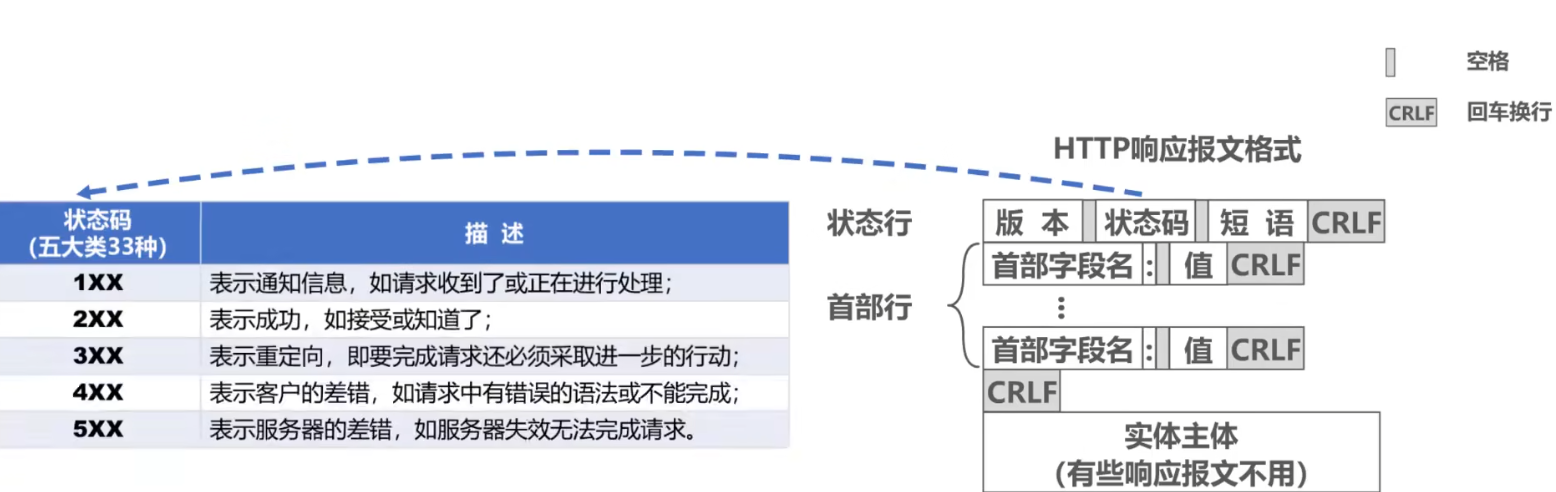 空格
CRLF 回车换行
HTTP响应报文格式
状态码
(五大类33种)
描 述
1XX 表示通知信息，如请求收到了或正在进行处理；
2XX 表示成功，如接受或知道了；
3XX 表示重定向，即要完成请求还必须采取进一步的行动；
4XX 表示客户的差错，如请求中有错误的语法或不能完成；
5XX 表示服务器的差错，如服务器失效无法完成请求。
状态行 版 本 状态码 短 语 CRLF
首部字段名 : 值 CRLF
首部行
⋮
首部字段名 : 值 CRLF
CRLF
实体主体
(有些响应报文不用)